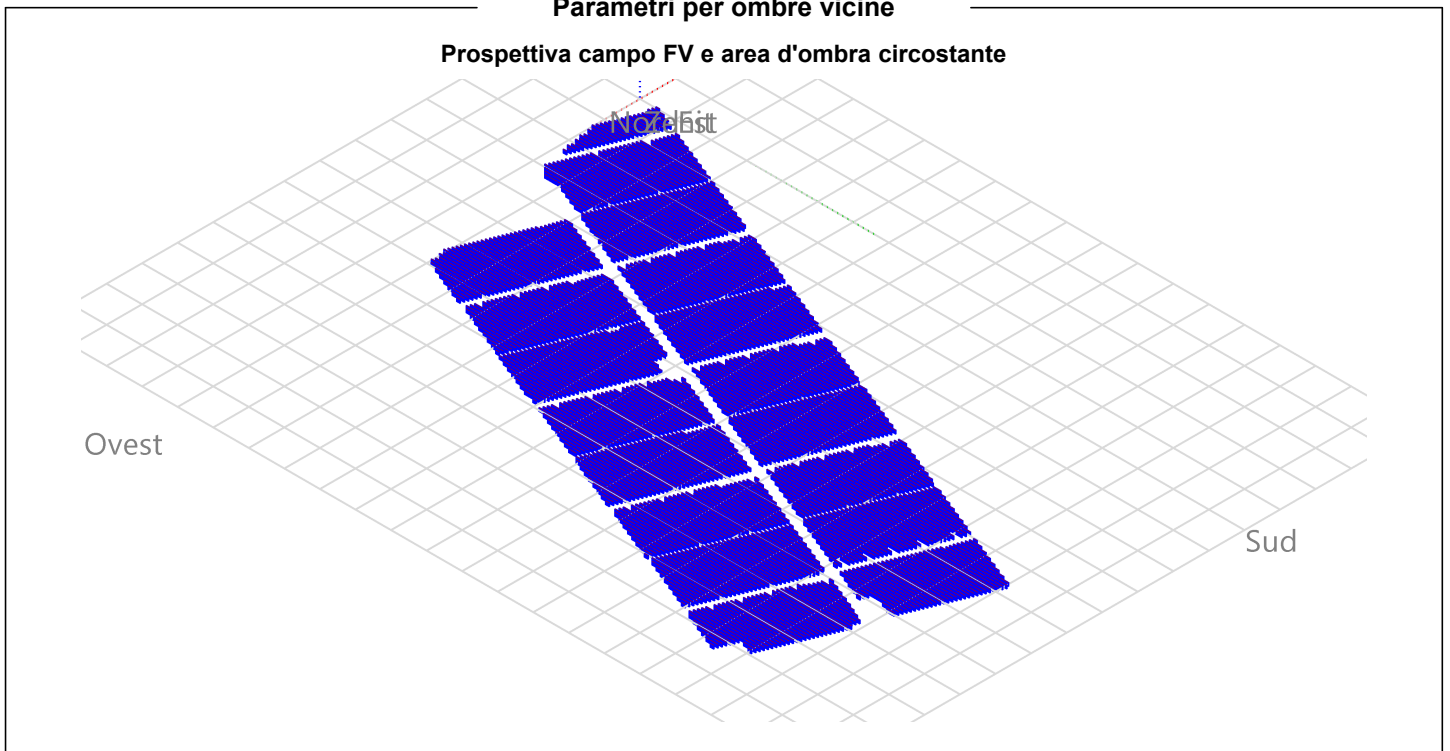 Parametri per ombre vicine
Prospettiva campo FV e area d'ombra circostante
Ovest
Sud